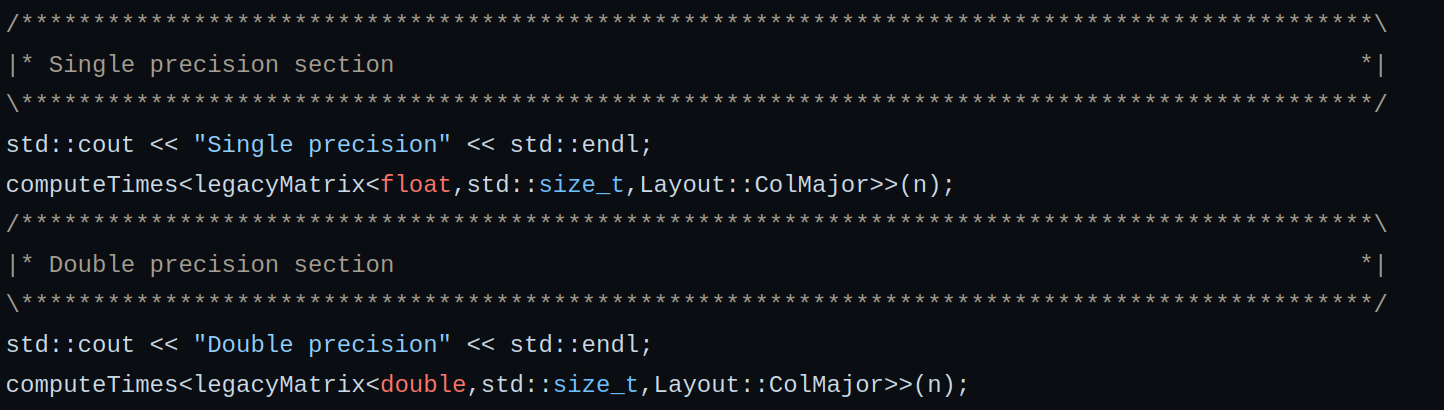 /**********************************************************************************************\
|* Single precision section                                                                   *|
\**********************************************************************************************/
std::cout << "Single precision" << std::endl;
computeTimes<legacyMatrix<float,std::size_t,Layout::ColMajor>>(n);
/**********************************************************************************************\
|* Double precision section                                                                   *|
\**********************************************************************************************/
std::cout << "Double precision" << std::endl;
computeTimes<legacyMatrix<double,std::size_t,Layout::ColMajor>>(n);